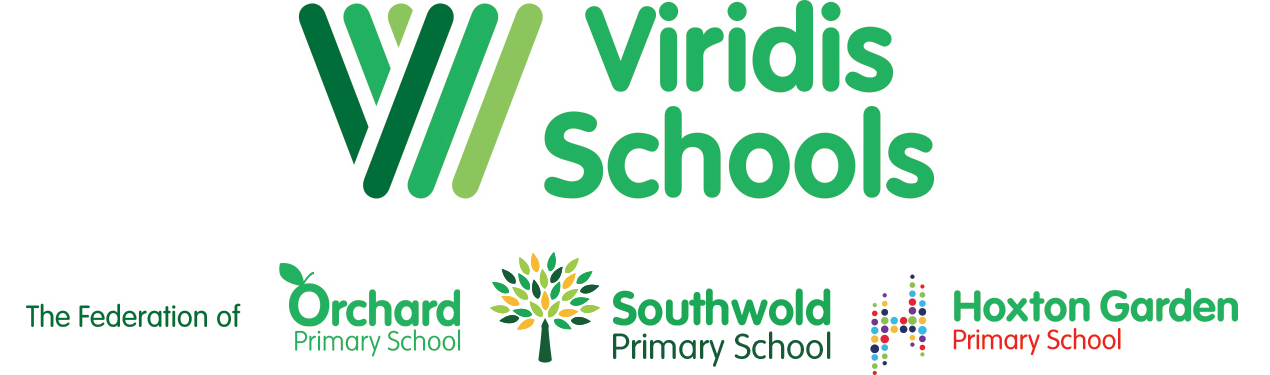 Viridis
Schools
The Federation of
Orchard
Primary School
Southwold
Primary School
Hoxton Garden
Primary School